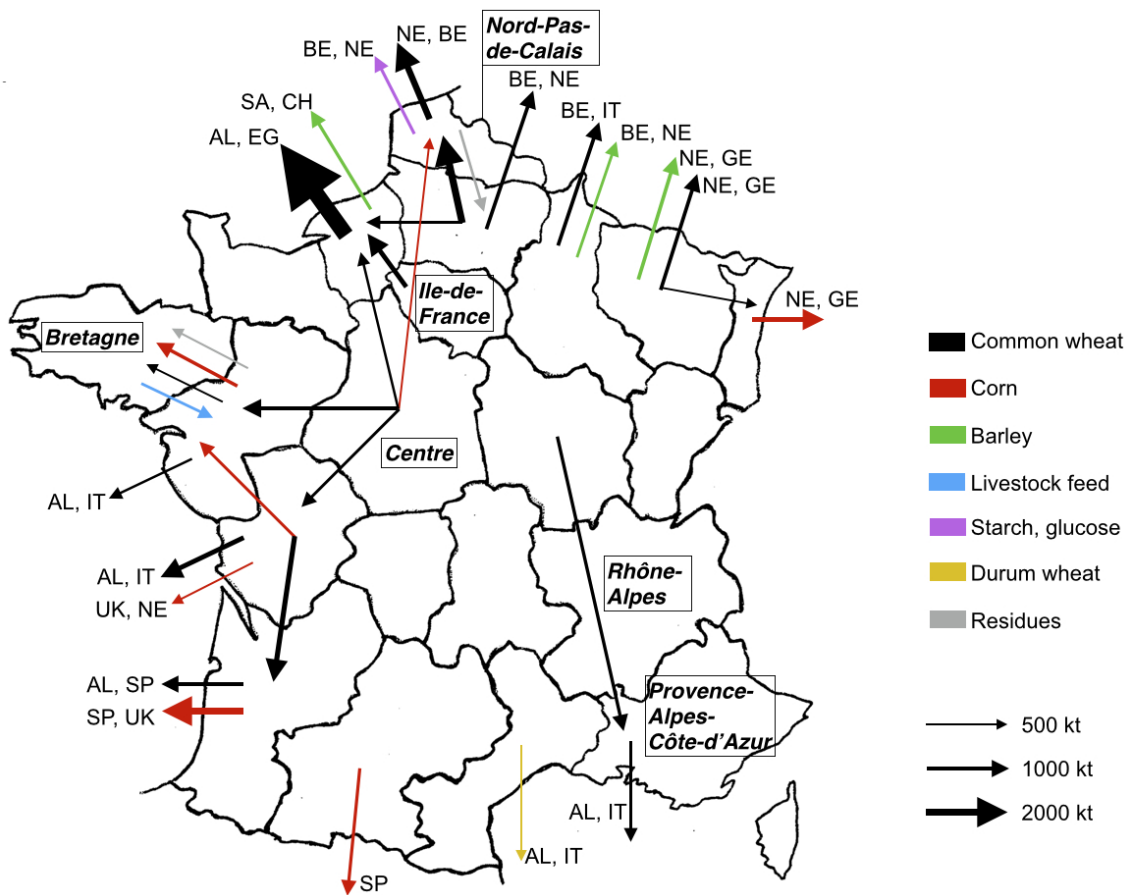 Nord-Pas-
de-Calais
NE, BE
BE, NE
BE, NE
SA, CH
BE, IT
AL, EG
BE, NE
NE, GE
NE, GE
Ile-de-
France
NE, GE
Bretagne
Centre
AL, IT
AL, IT
UK, NE
Rhône-
Alpes
AL, SP
SP, UK
Provence-
Alpes-
Côte-d'Azur
AL, IT
AL, IT
SP
Common wheat
Corn
Barley
Livestock feed
Starch, glucose
Durum wheat
Residues
500 kt
1000 kt
2000 kt